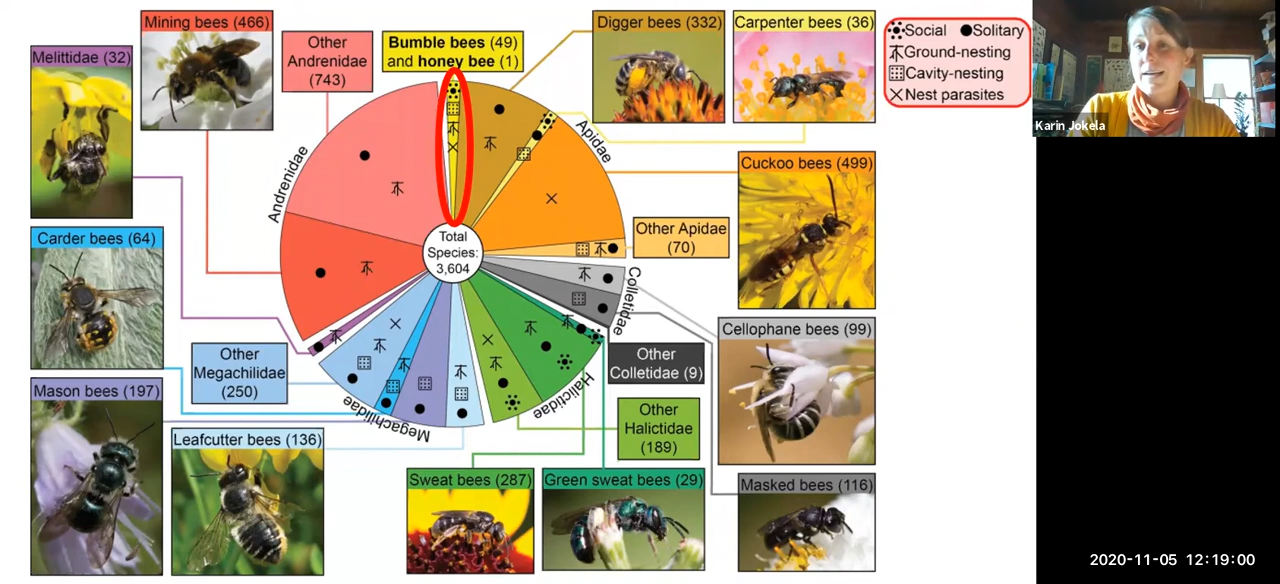 Mining bees (466)
Melittidae (32)
Other
Andrenidae
(743)
Bumble bees (49)
and honey bee (1)
Digger bees (332)
Carpenter bees (36)
Social Solitary
Ground-nesting
Cavity-nesting
Nest parasites
Karin Jokela
Andrenidae
Apidae
Cuckoo bees (499)
Carder bees (64)
Total
Species:
3,604
Other Apidae
(70)
Colletidae
Cellophane bees (99)
Other
Megachilidae
(250)
Other
Colletidae (9)
Mason bees (197)
Megachilidae
Halictidae
Leafcutter bees (136)
Other
Halictidae
(189)
Sweat bees (287)
Green sweat bees (29)
Masked bees (116)
2020-11-05 12:19:00